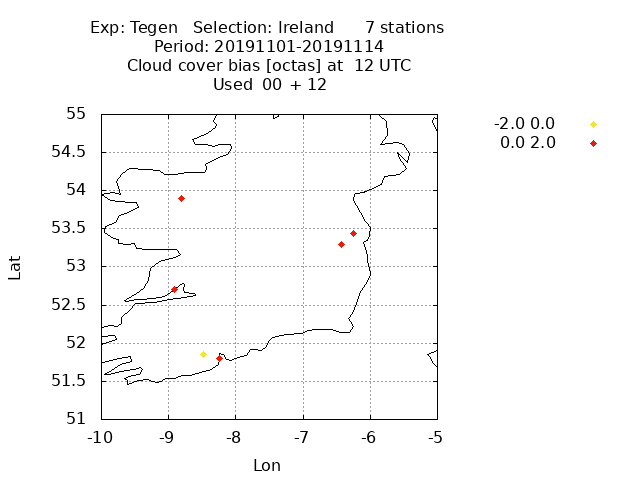 Exp: Tegen   Selection: Ireland      7 stations
Period: 20191101-20191114
Cloud cover bias [octas] at  12 UTC
Used  00 + 12
-2.0 0.0
0.0 2.0
55
54.5
54
53.5
53
52.5
52
51.5
51
-10
-9
-8
-7
-6
-5
Lat
Lon